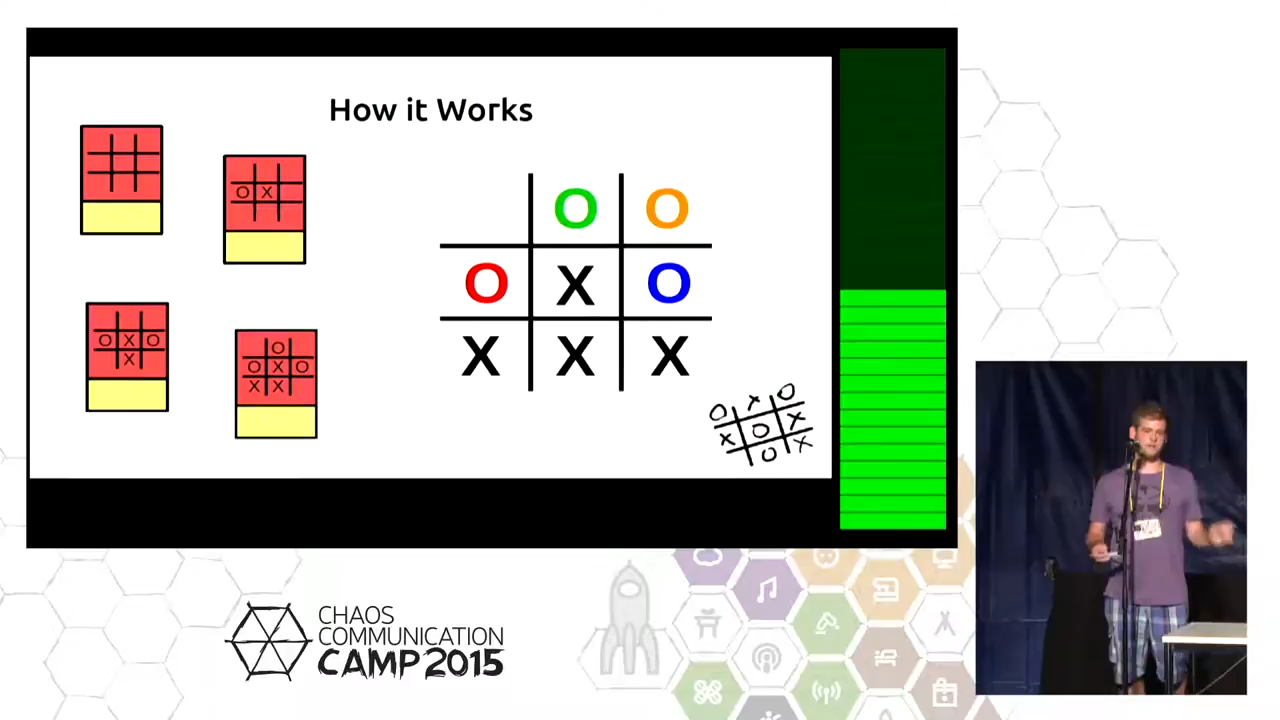 How it Works
O X
O X O
X
O
O X O
X X
O O
O X O
X X X
O X O
X O X
O X
CHAOS
COMMUNICATION
CAMP 2015